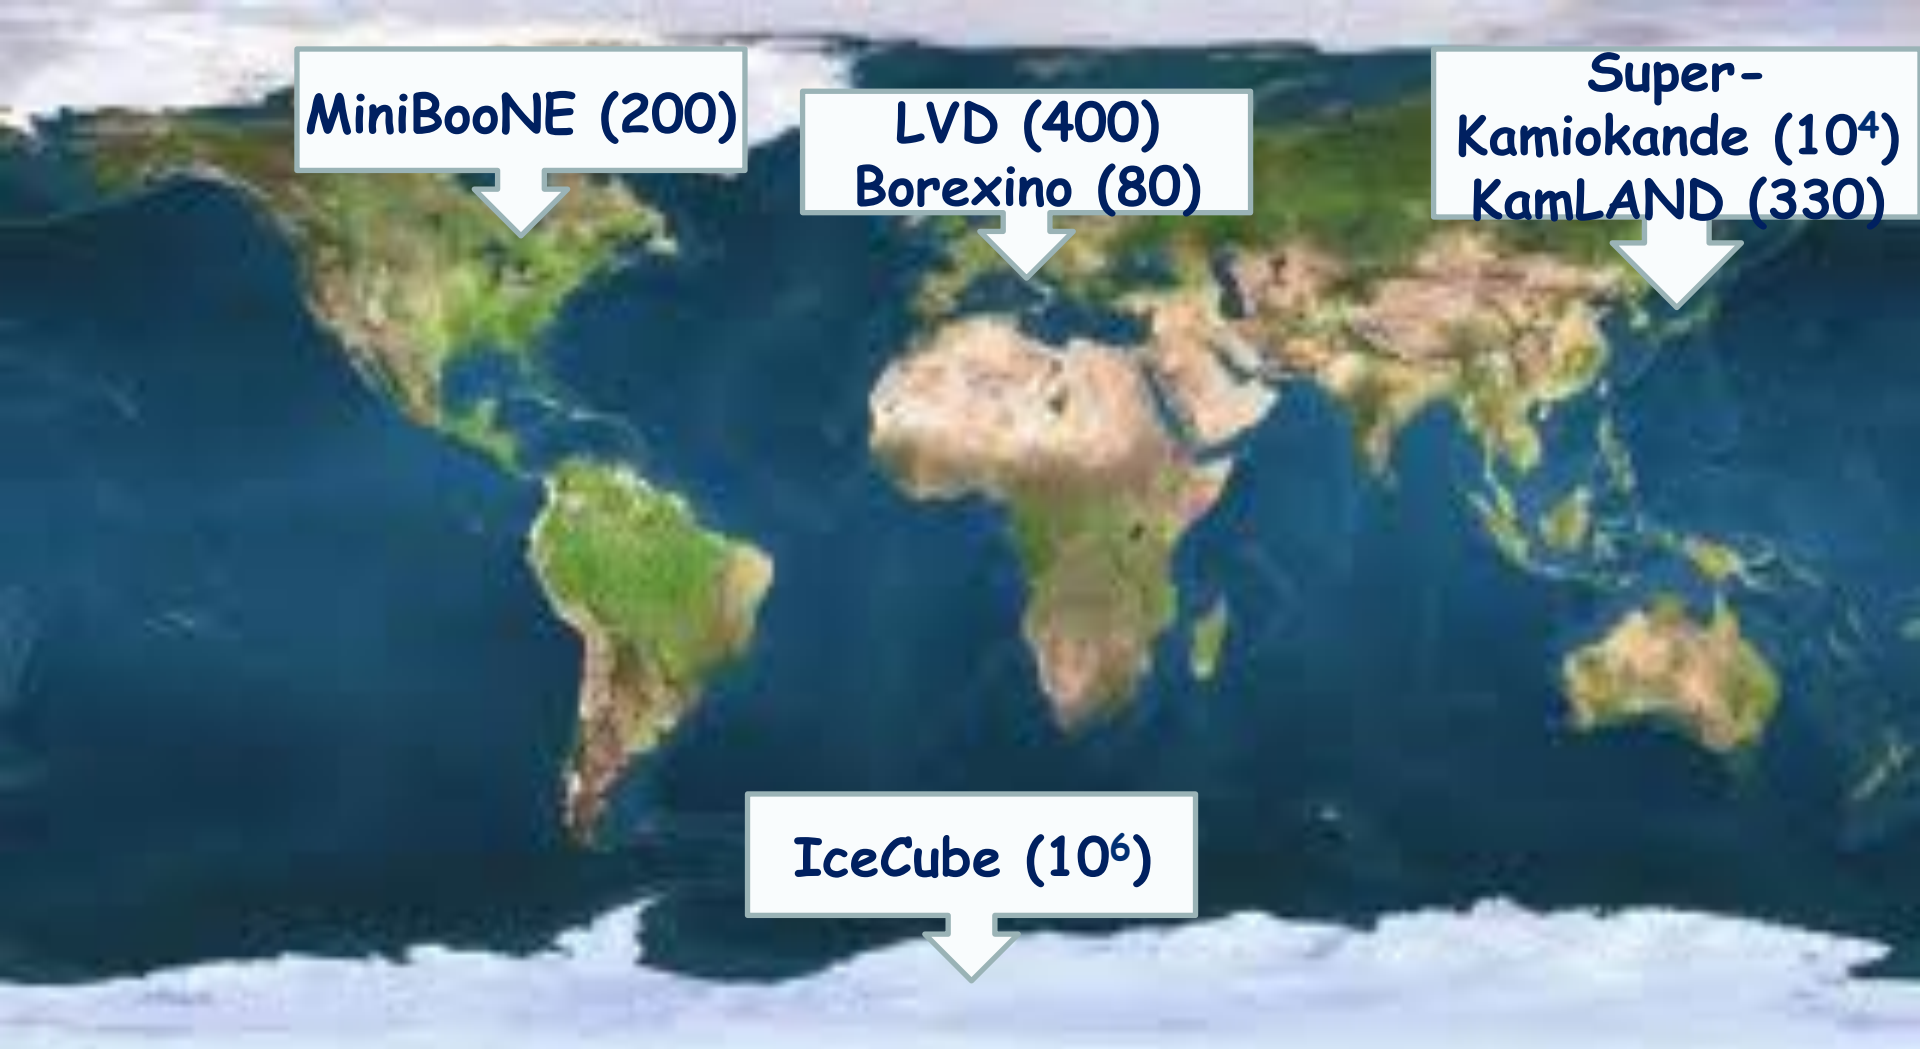 MiniBooNE (200)
LVD (400)
Borexino (80)
Super-
Kamiokande (10⁴)
KamLAND (330)
IceCube (10⁶)